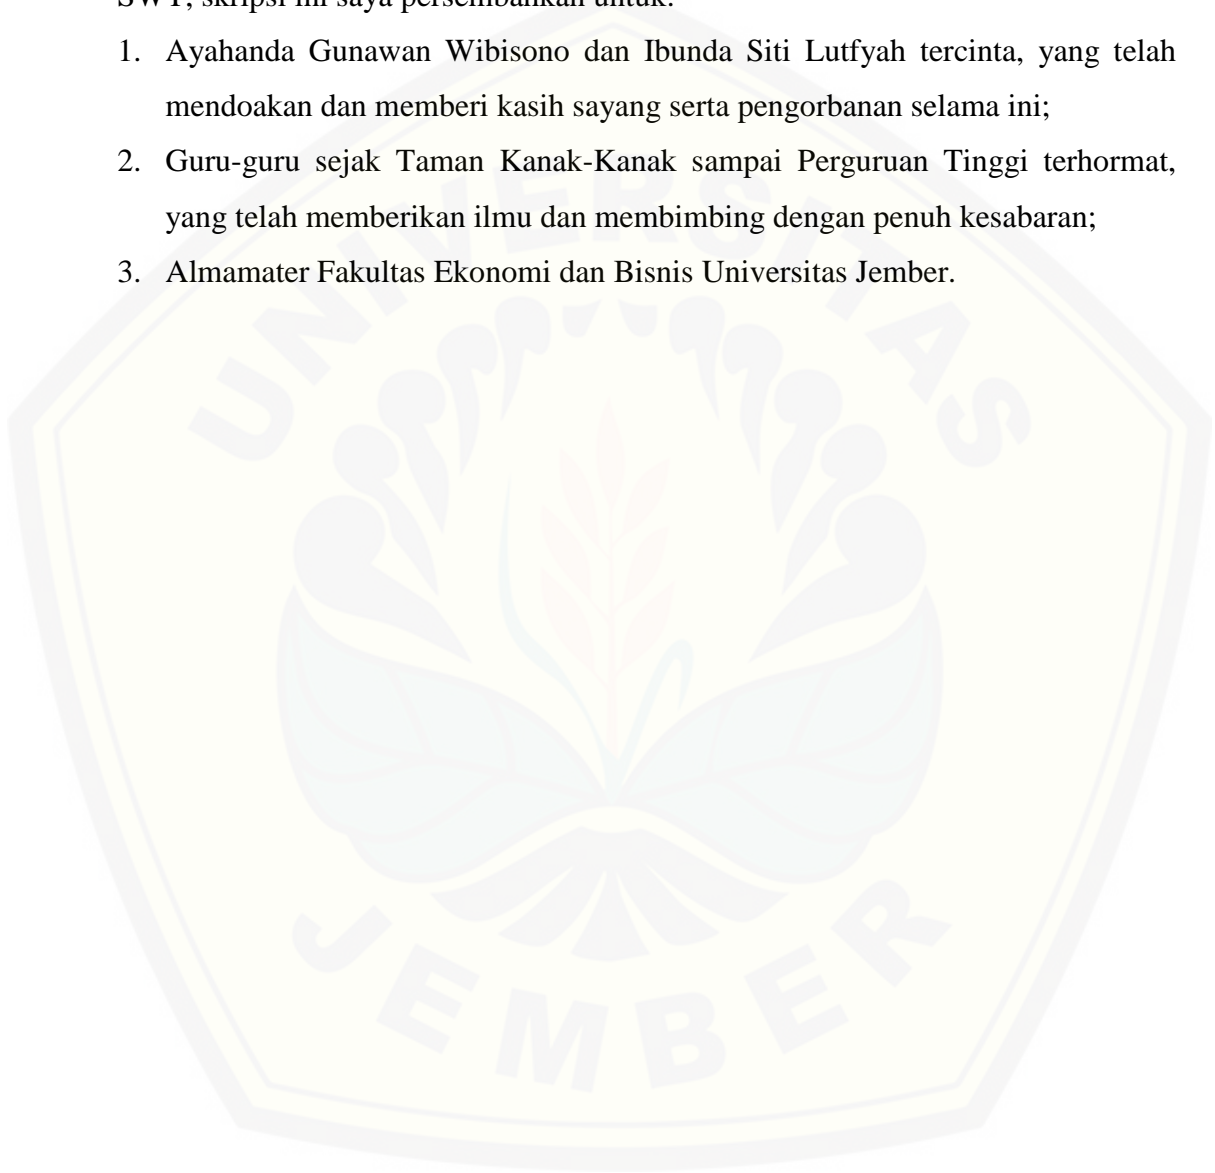 SWT, skripsi ini saya persembahkan untuk:
1. Ayahanda Gunawan Wibisono dan Ibunda Siti Lutfyah tercinta, yang telah
mendoakan dan memberi kasih sayang serta pengorbanan selama ini;
2. Guru-guru sejak Taman Kanak-Kanak sampai Perguruan Tinggi terhormat,
yang telah memberikan ilmu dan membimbing dengan penuh kesabaran;
3. Almamater Fakultas Ekonomi dan Bisnis Universitas Jember.
UNIVERSITAS
JEMBER